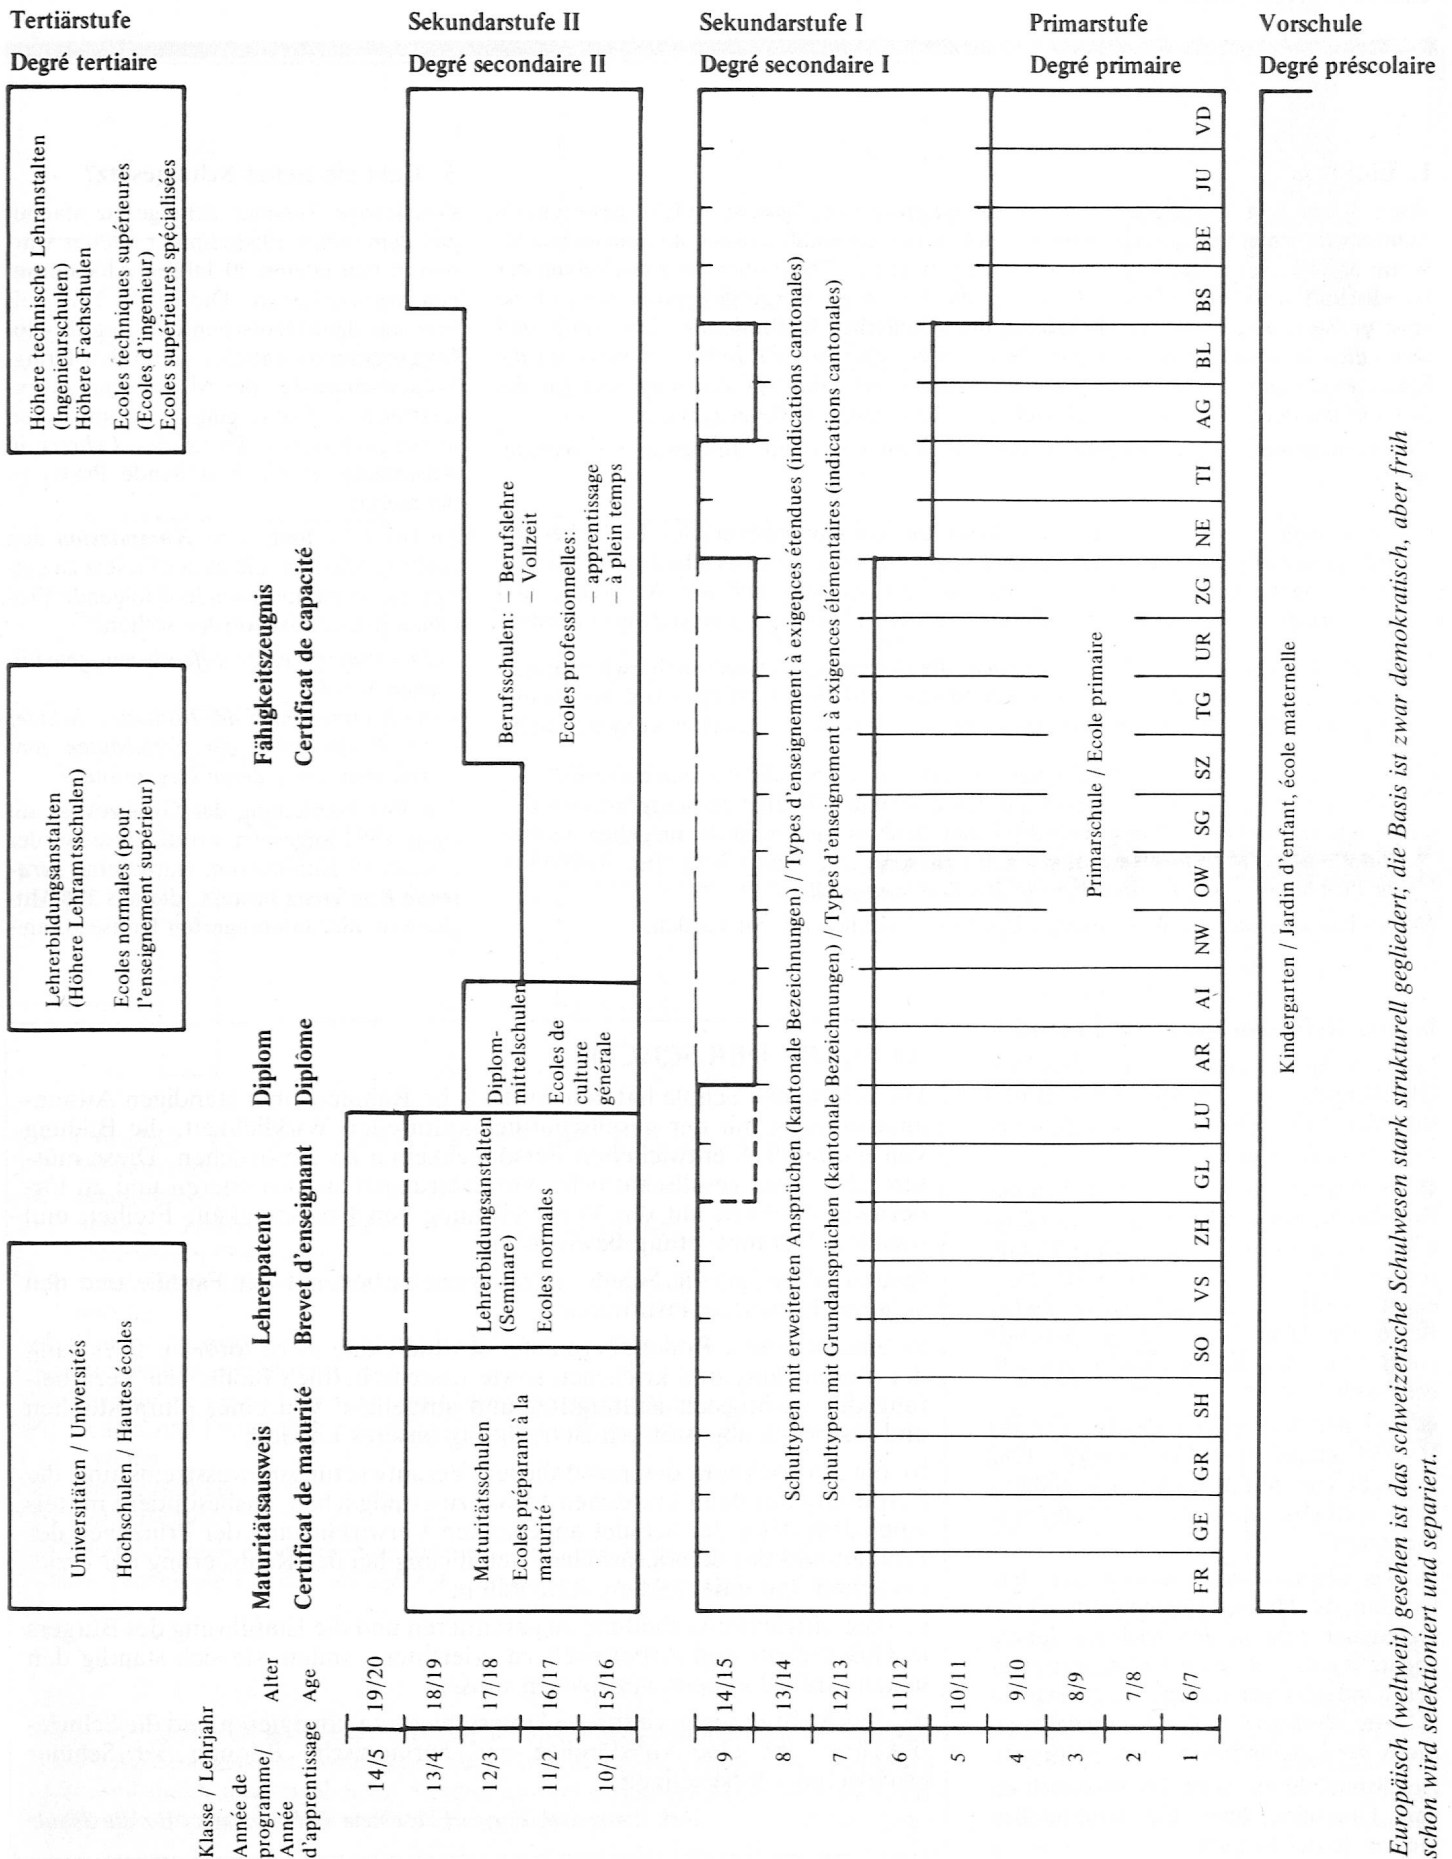 Tertiärstufe
Degré tertiaire
Sekundarstufe II
Degré secondaire II
Sekundarstufe I
Degré secondaire I
Primarstufe
Degré primaire
Vorschule
Degré préscolaire
Höhere technische Lehranstalten
(Ingenieurschulen)
Höhere Fachschulen
Ecoles techniques supérieures
(Ecoles d'ingenieur)
Ecoles supérieures spécialisées
Lehrerbildunganstalten
(Höhere Lehramtsschulen)
Ecoles normales (pour
l'enseignement supérieur)
Universitäten / Universités
Hochschulen / Hautes écoles
Fähigkeitszeugnis
Certificat de capacité
Diplom
Diplôme
Lehrerpatent
Brevet d'enseignant
Maturitätsausweis
Certificat de maturité
Berufsschulen: – Berufslehre
– Vollzeit
Ecoles professionnelles:
– apprentissage
– à plein temps
Diplom-
mittelschulen
Ecoles de
culture
générale
Lehrerbildungsanstalten
(Seminare)
Ecoles normales
Maturitätsschulen
Ecoles préparant à la
maturité
Schultypen mit erweiterten Ansprüchen (kantonale Bezeichnungen) / Types d'enseignement à exigences étendues (indications cantonales)
Schultypen mit Grundansprüchen (kantonale Bezeichnungen) / Types d'enseignement à exigences élémentaires (indications cantonales)
Primarschule / Ecole primaire
FR GE GR SH SO VS ZH GL LU AR AI NW OW SG SZ TG UR ZG NE TI AG BL BS BE JU VD
Kindergarten / Jardin d'enfant, école maternelle
Klasse / Lehrjahr
Année de
programme/
Année
d'apprentissage
Alter
Age
14/5 19/20
13/4 18/19
12/3 17/18
11/2 16/17
10/1 15/16
9 14/15
8 13/14
7 12/13
6 11/12
5 10/11
4 9/10
3 8/9
2 7/8
1 6/7
Europäisch (weltweit) gesehen ist das schweizerische Schulwesen stark strukturell gegliedert; die Basis ist zwar demokratisch, aber früh
schon wird selektioniert und separiert.